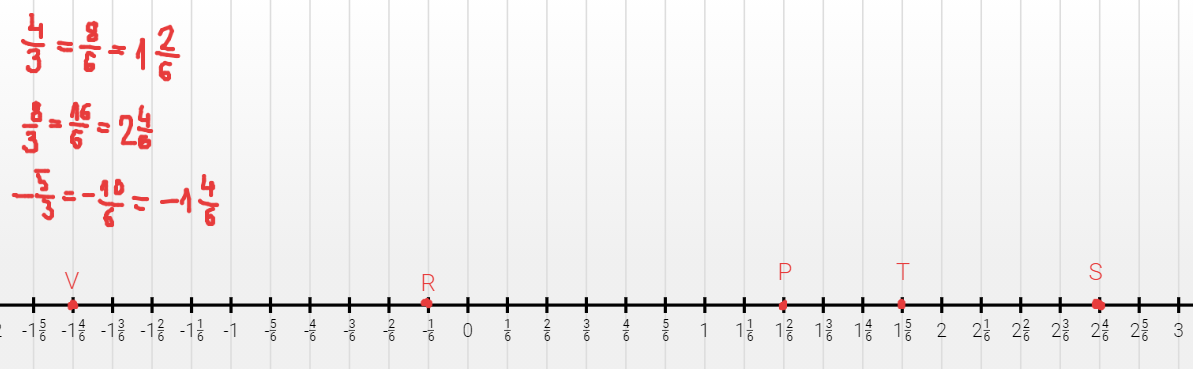 4/3 = 8/6 = 1 2/6
8/3 = 16/6 = 2 4/6
-5/3 = -10/6 = -1 4/6
V R P T S
-1 5/6 -1 4/6 -1 3/6 -1 2/6 -1 1/6 -1 -5/6 -4/6 -3/6 -2/6 -1/6 0 1/6 2/6 3/6 4/6 5/6 1 1 1/6 1 2/6 1 3/6 1 4/6 1 5/6 2 2 1/6 2 2/6 2 3/6 2 4/6 2 5/6 3